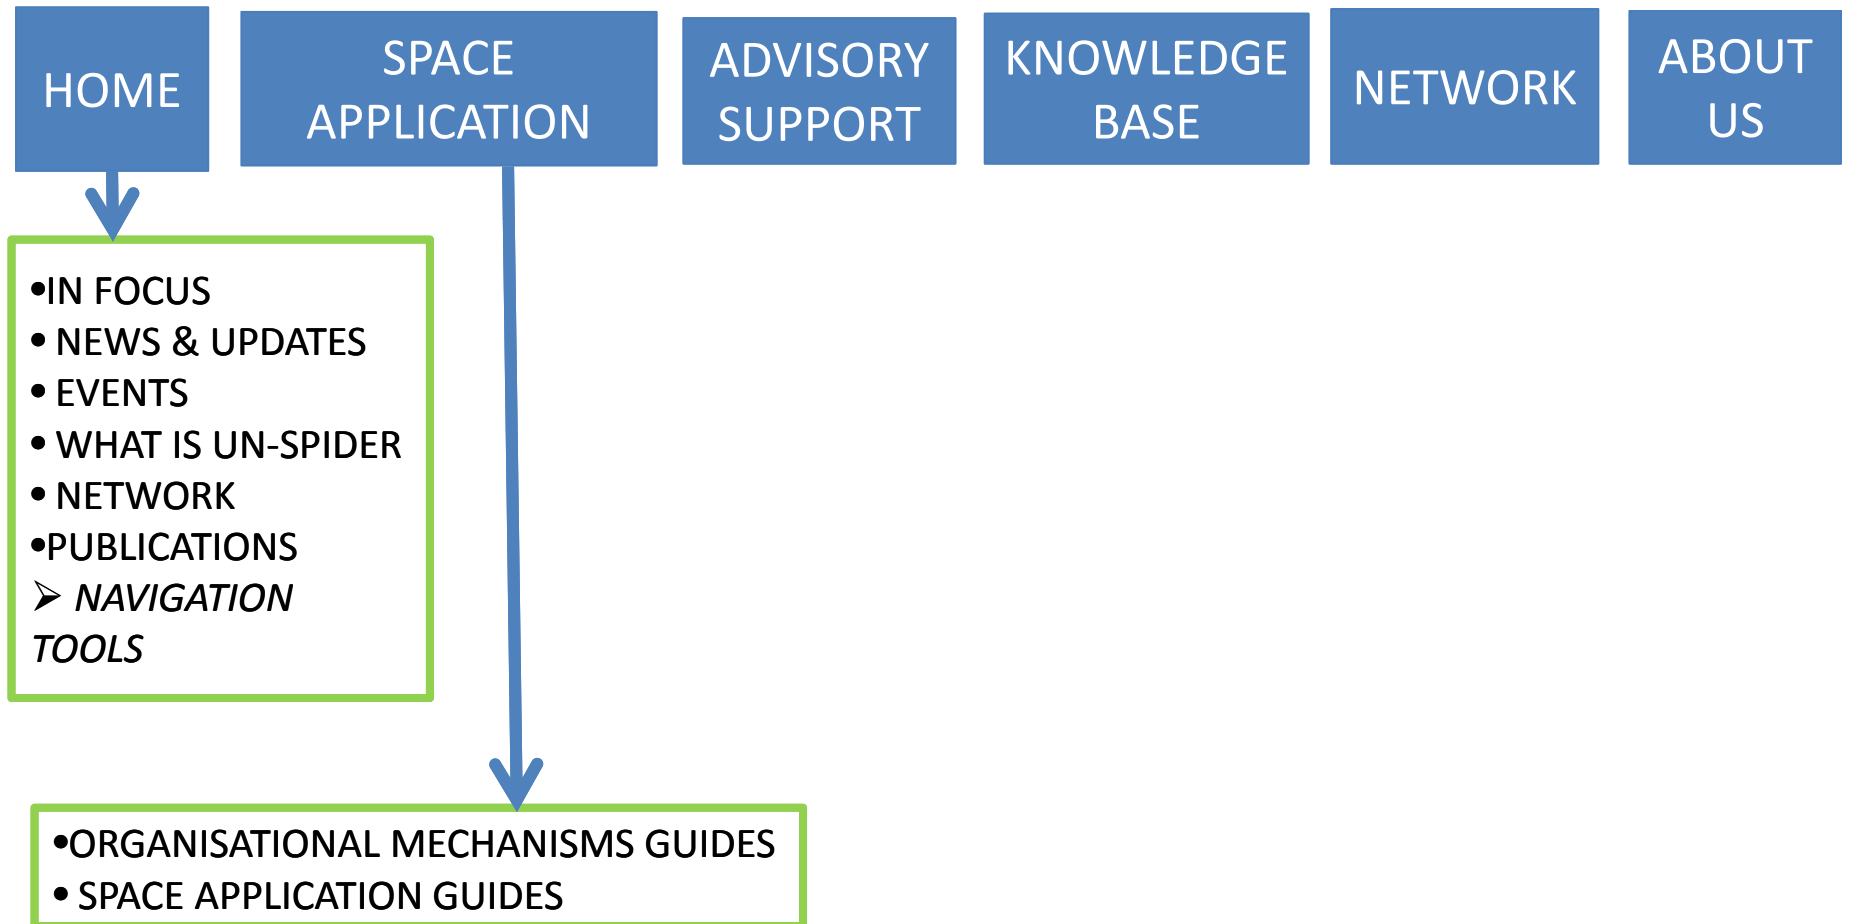 HOME
SPACE
APPLICATION
ADVISORY
SUPPORT
KNOWLEDGE
BASE
NETWORK
ABOUT
US
•IN FOCUS
• NEWS & UPDATES
• EVENTS
• WHAT IS UN-SPIDER
• NETWORK
•PUBLICATIONS
➢ NAVIGATION
TOOLS
•ORGANISATIONAL MECHANISMS GUIDES
• SPACE APPLICATION GUIDES